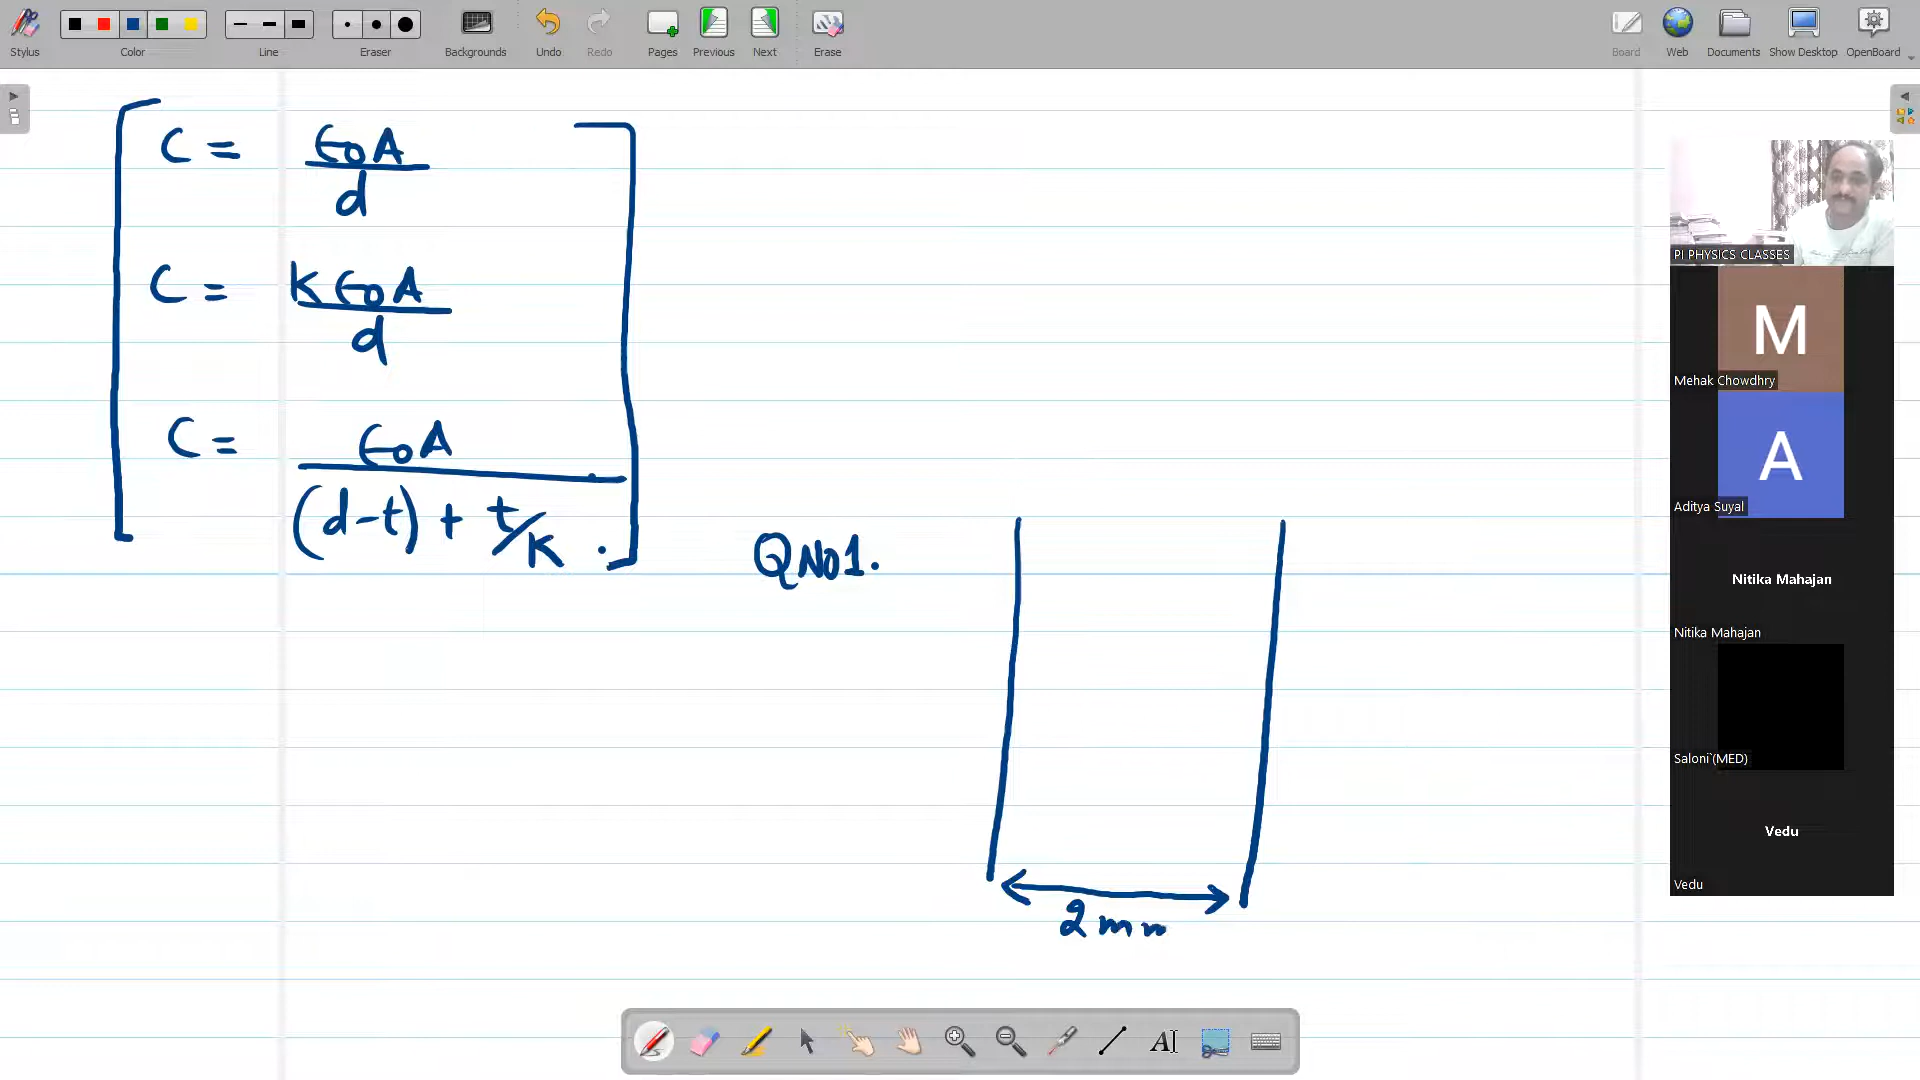 Stylus
Color
Line
Eraser
Backgrounds
Undo
Redo
Pages
Previous
Next
Erase
Board
Web
Documents
Show Desktop
OpenBoard
C = ϵ₀A / d
C = K ϵ₀A / d
C = ϵ₀A / (d-t) + t/K .
Q No 1.
2 mm
PI PHYSICS CLASSES
M
Mehak Chowdhry
A
Aditya Suyal
Nitika Mahajan
Nitika Mahajan
Saloni`(MED)
Vedu
Vedu